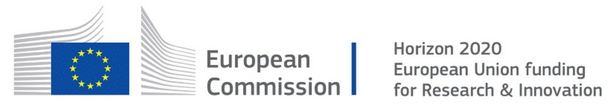 European
Commission
Horizon 2020
European Union funding
for Research & Innovation